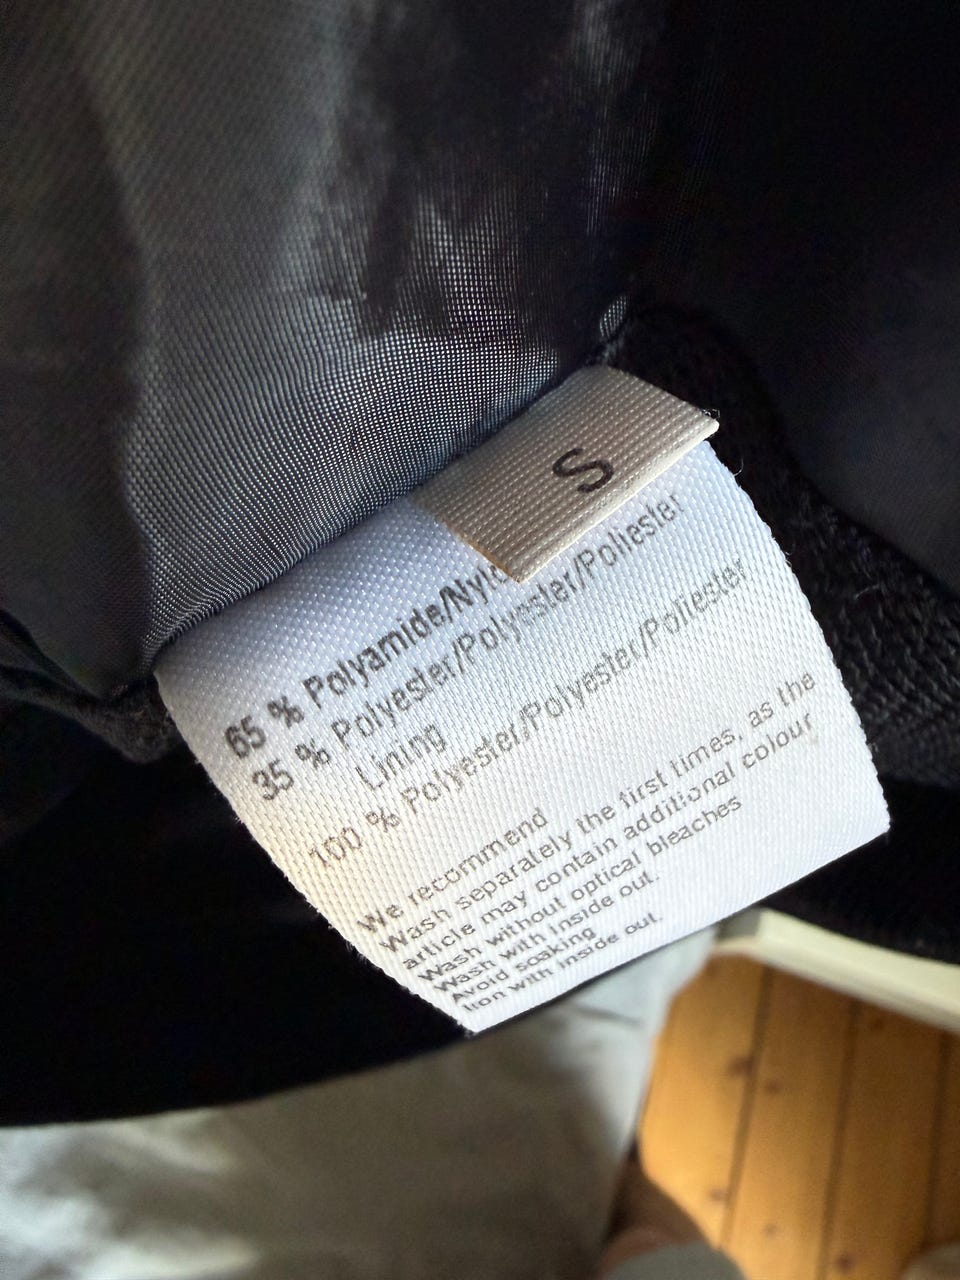 S
65 % Polyamide/Nylo
35 % Polyester/Polyester/Poliester
Lining
100 % Polyester/Polyester/Poliester
We recommend
Wash separately the first times, as the
article may contain additional colour
Wash without optical bleaches
Wash with inside out.
Avoid soaking
with inside out.